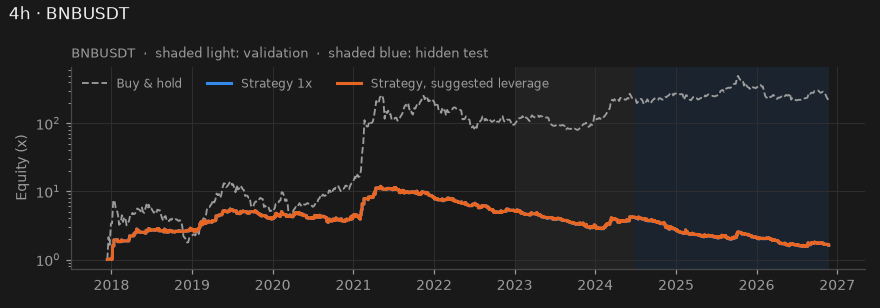 4h · BNBUSDT
BNBUSDT · shaded light: validation · shaded blue: hidden test
Buy & hold Strategy 1x Strategy, suggested leverage
Equity (x)
10²
10¹
10⁰
2018 2019 2020 2021 2022 2023 2024 2025 2026 2027